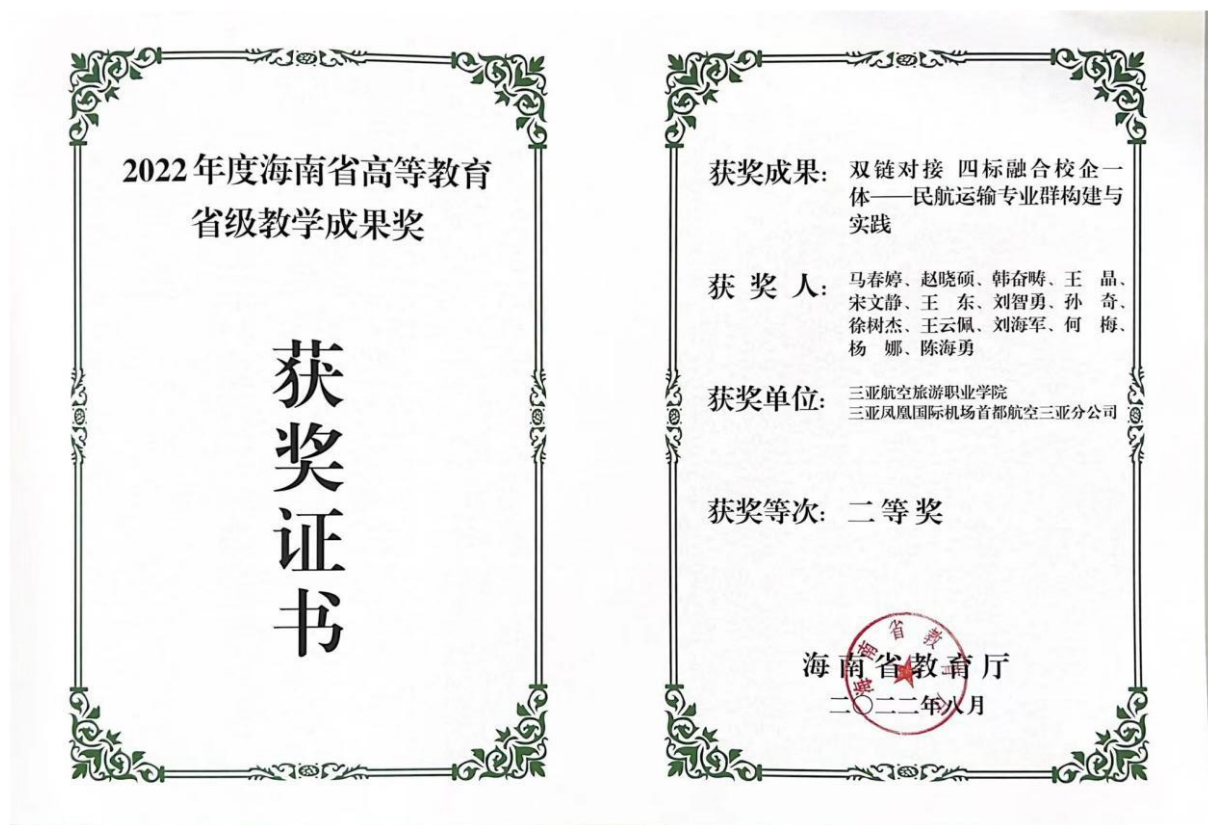 2022年度海南省高等教育
省级教学成果奖
获
奖
证
书
获奖成果: 双链对接 四标融合校企一
体——民航运输专业群构建与
实践
获 奖 人: 马春婷、赵晓硕、韩奋畴、王 晶、
宋文静、王 东、刘智勇、孙 奇、
徐树杰、王云佩、刘海军、何 梅、
杨 娜、陈海勇
获奖单位: 三亚航空旅游职业学院
三亚凤凰国际机场首都航空三亚分公司
获奖等次: 二等奖
海南省教育厅
二〇二二年八月
海南省教育厅